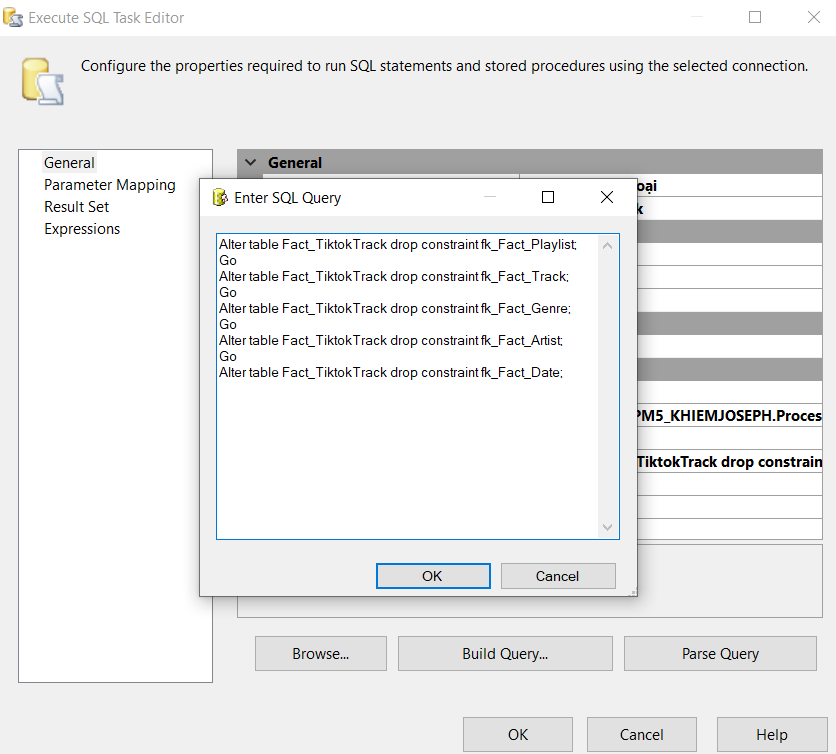 Execute SQL Task Editor
Configure the properties required to run SQL statements and stored procedures using the selected connection.
General
Parameter Mapping
Result Set
Expressions
General
oại
k
PM5_KHIEMJOSEPH.Proces
TiktokTrack drop constrain
Enter SQL Query
Alter table Fact_TiktokTrack drop constraint fk_Fact_Playlist;
Go
Alter table Fact_TiktokTrack drop constraint fk_Fact_Track;
Go
Alter table Fact_TiktokTrack drop constraint fk_Fact_Genre;
Go
Alter table Fact_TiktokTrack drop constraint fk_Fact_Artist;
Go
Alter table Fact_TiktokTrack drop constraint fk_Fact_Date;
OK
Cancel
Browse...
Build Query...
Parse Query
OK
Cancel
Help